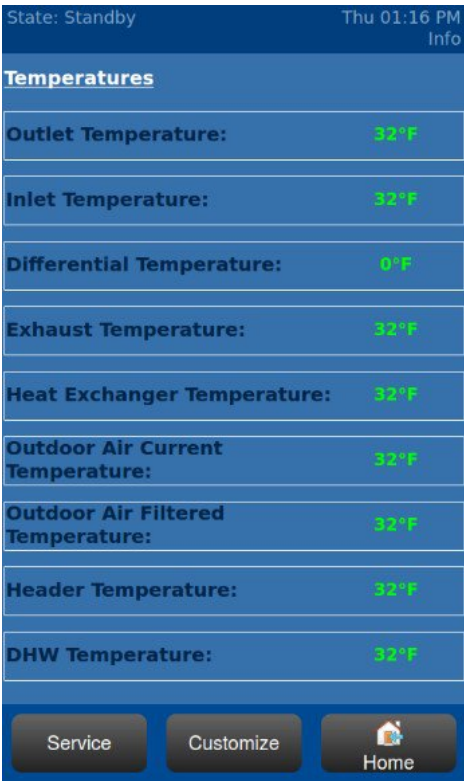 State: Standby
Thu 01:16 PM
Info
Temperatures
Outlet Temperature: 32°F
Inlet Temperature: 32°F
Differential Temperature: 0°F
Exhaust Temperature: 32°F
Heat Exchanger Temperature: 32°F
Outdoor Air Current
Temperature: 32°F
Outdoor Air Filtered
Temperature: 32°F
Header Temperature: 32°F
DHW Temperature: 32°F
Service
Customize
Home